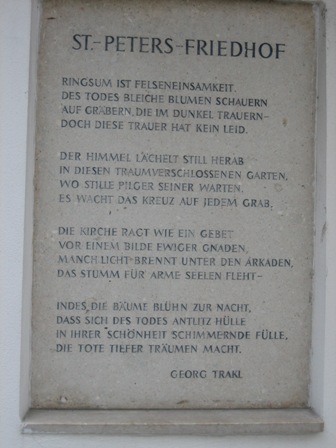 ST.-PETERS-FRIEDHOF
RINGSUM IST FELSENEINSAMKEIT.
DES TODES BLEICHE BLUMEN SCHAUERN
AUF GRÄBERN, DIE IM DUNKEL TRAUERN-
DOCH DIESE TRAUER HAT KEIN LEID.
DER HIMMEL LÄCHELT STILL HERAB
IN DIESEN TRAUMVERSCHLOSSENEN GARTEN,
WO STILLE PILGER SEINER WARTEN.
ES WACHT DAS KREUZ AUF JEDEM GRAB.
DIE KIRCHE RAGT WIE EIN GEBET
VOR EINEM BILDE EWIGER GNADEN,
MANCH LICHT BRENNT UNTER DEN ARKADEN,
DAS STUMM FÜR ARME SEELEN FLEHT-
INDES DIE BÄUME BLÜHN ZUR NACHT,
DASS SICH DES TODES ANTLITZ HÜLLE
IN IHRER SCHÖNHEIT SCHIMMERNDE FÜLLE,
DIE TOTE TIEFER TRÄUMEN MACHT.
GEORG TRAKL